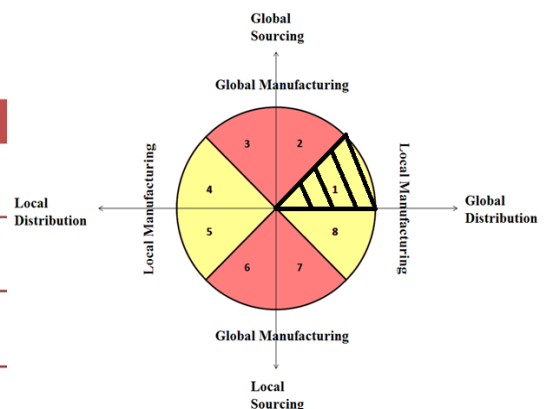 Global
Sourcing
Global Manufacturing
3
2
Local Manufacturing
4
1
Local Manufacturing
Local
Distribution
Global
Distribution
5
8
6
7
Global Manufacturing
Local
Sourcing